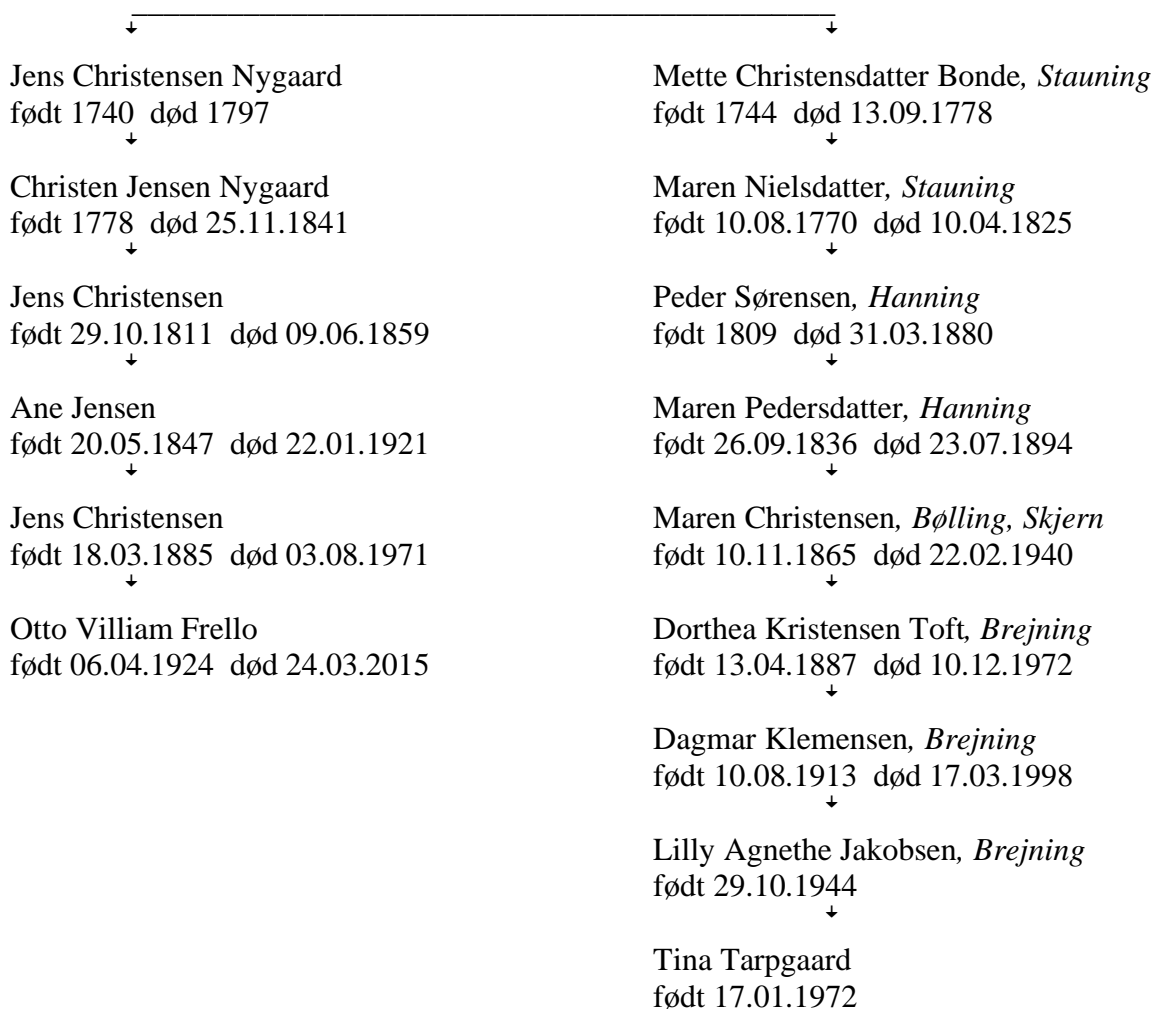 Jens Christensen Nygaard
født 1740 død 1797
Christen Jensen Nygaard
født 1778 død 25.11.1841
Jens Christensen
født 29.10.1811 død 09.06.1859
Ane Jensen
født 20.05.1847 død 22.01.1921
Jens Christensen
født 18.03.1885 død 03.08.1971
Otto Villiam Frello
født 06.04.1924 død 24.03.2015
Mette Christensdatter Bonde, Stauning
født 1744 død 13.09.1778
Maren Nielsdatter, Stauning
født 10.08.1770 død 10.04.1825
Peder Sørensen, Hanning
født 1809 død 31.03.1880
Maren Pedersdatter, Hanning
født 26.09.1836 død 23.07.1894
Maren Christensen, Bølling, Skjern
født 10.11.1865 død 22.02.1940
Dorthea Kristensen Toft, Brejning
født 13.04.1887 død 10.12.1972
Dagmar Klemensen, Brejning
født 10.08.1913 død 17.03.1998
Lilly Agnethe Jakobsen, Brejning
født 29.10.1944
Tina Tarpgaard
født 17.01.1972